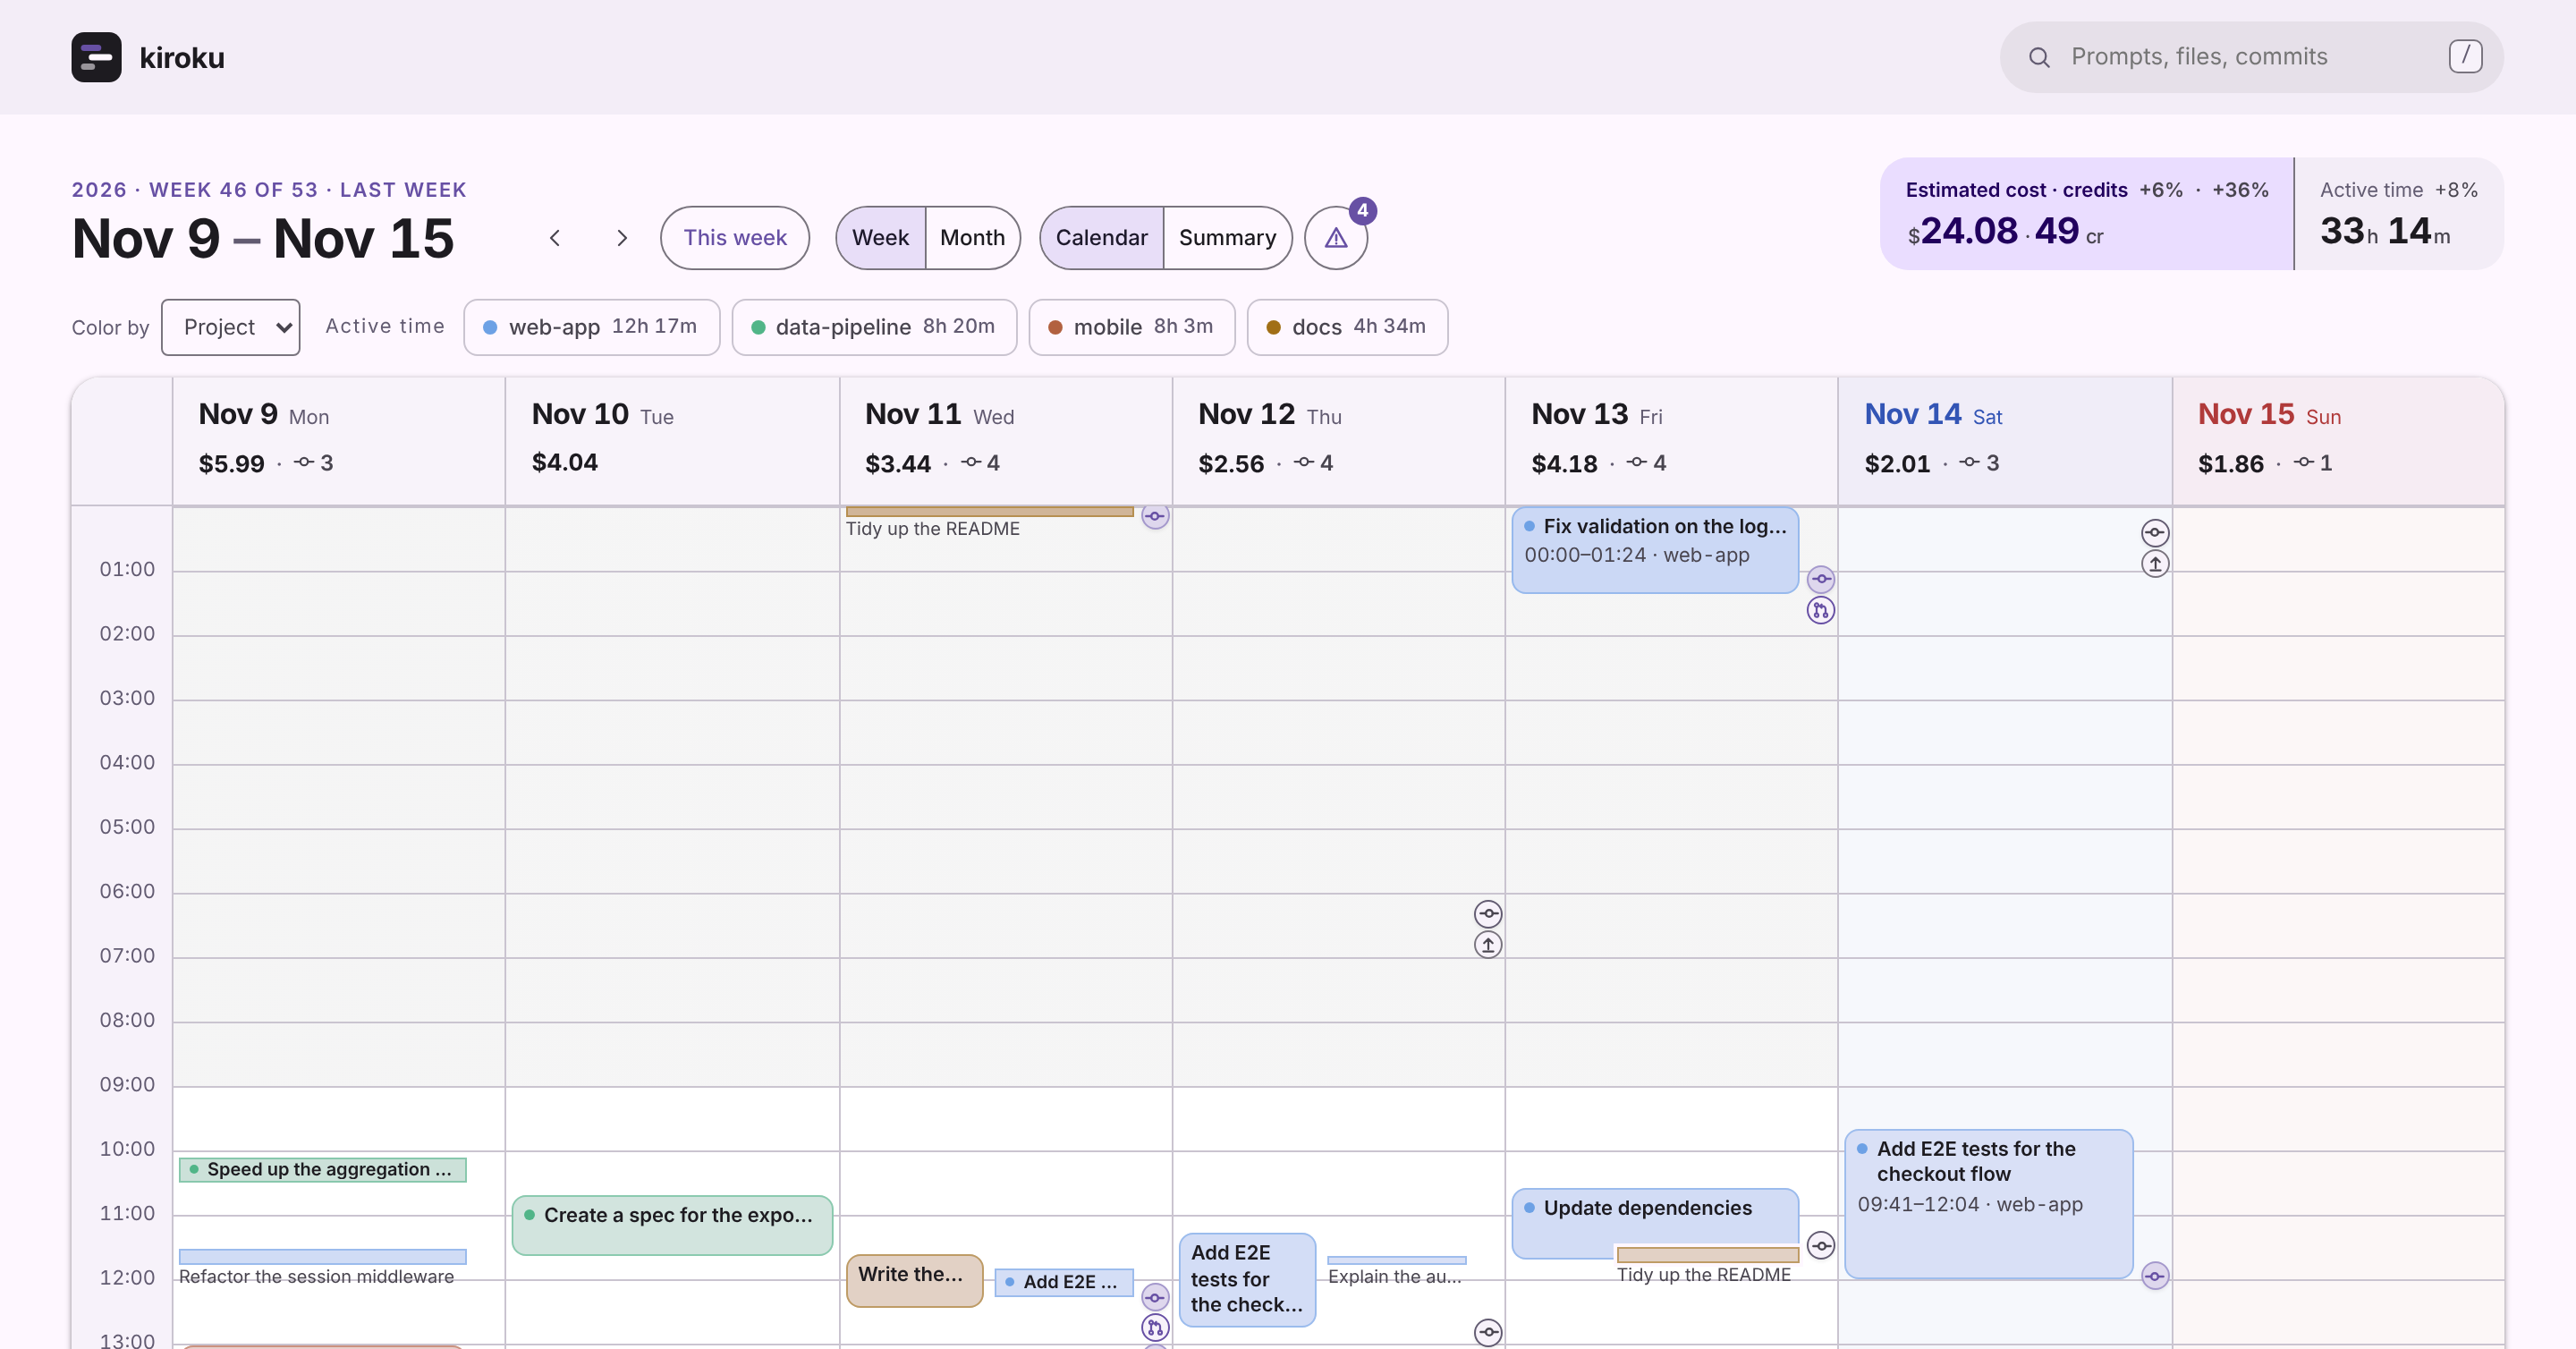 kiroku
Prompts, files, commits
/
2026 · WEEK 46 OF 53 · LAST WEEK
Nov 9 – Nov 15
This week
Week
Month
Calendar
Summary
4
Estimated cost · credits +6% · +36%
$24.08 · 49 cr
Active time +8%
33h 14m
Color by
Project
Active time
web-app 12h 17m
data-pipeline 8h 20m
mobile 8h 3m
docs 4h 34m
Nov 9 Mon
$5.99 · 3
Nov 10 Tue
$4.04
Nov 11 Wed
$3.44 · 4
Nov 12 Thu
$2.56 · 4
Nov 13 Fri
$4.18 · 4
Nov 14 Sat
$2.01 · 3
Nov 15 Sun
$1.86 · 1
Tidy up the README
Fix validation on the log...
00:00–01:24 · web-app
01:00
02:00
03:00
04:00
05:00
06:00
07:00
08:00
09:00
10:00
11:00
12:00
13:00
Speed up the aggregation ...
Refactor the session middleware
Create a spec for the expo...
Write the...
Add E2E ...
Add E2E
tests for
the check...
Explain the au...
Update dependencies
Tidy up the README
Add E2E tests for the
checkout flow
09:41–12:04 · web-app